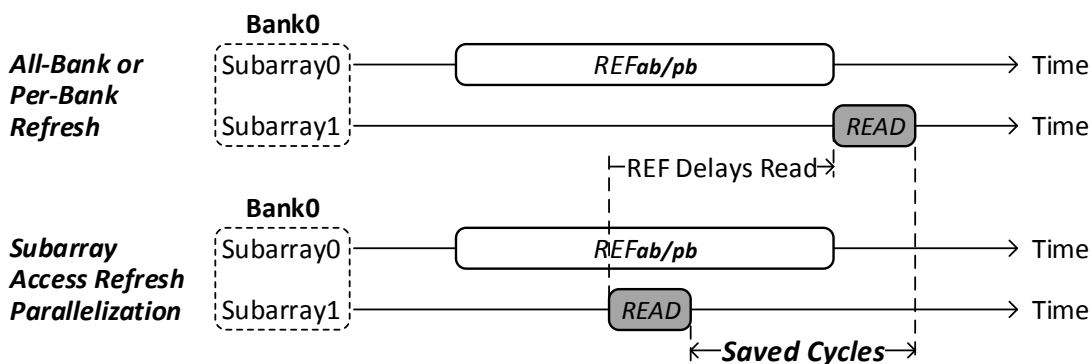 Bank0
All-Bank or
Per-Bank
Refresh
Subarray0
REFab/pb
Time
Subarray1
READ
Time
REF Delays Read
Bank0
Subarray
Access Refresh
Parallelization
Subarray0
REFab/pb
Time
Subarray1
READ
Time
Saved Cycles